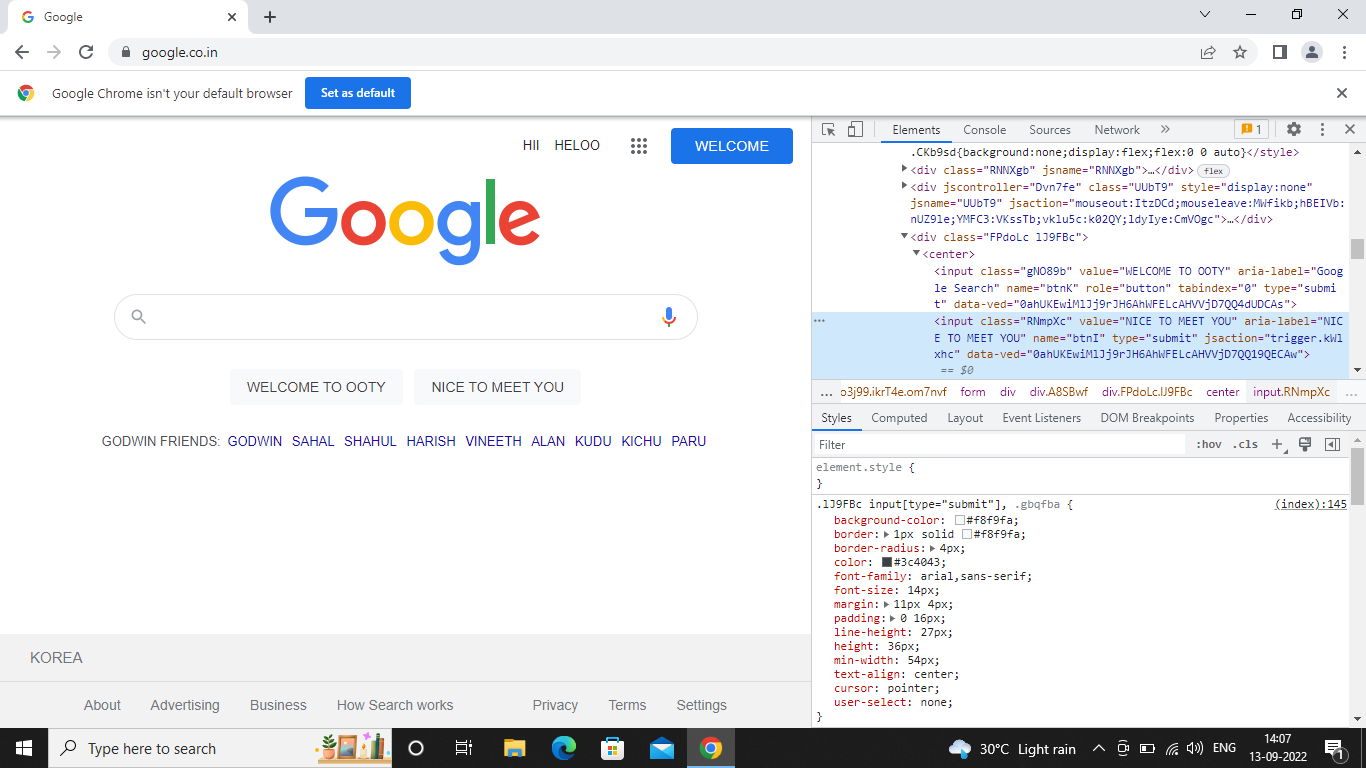 Google
google.co.in
Google Chrome isn't your default browser Set as default
HII HELOO WELCOME
Google
WELCOME TO OOTY NICE TO MEET YOU
GODWIN FRIENDS: GODWIN SAHAL SHAHUL HARISH VINEETH ALAN KUDU KICHU PARU
KOREA
About Advertising Business How Search works Privacy Terms Settings
Elements Console Sources Network » 1
.CKb9sd{background:none;display:flex;flex:0 0 auto}</style>
<div class="RNNXgb" jsname="RNNXgb">…</div> flex
<div jscontroller="Dvn7fe" class="UUbT9" style="display:none"
jsname="UUbT9" jsaction="mouseout:ItzDCd;mouseleave:MWfikb;hBEIVb:
nUZ9le;YMFC3:VKssTb;vklu5c:k02QY;ldyIye:CmVOgc">…</div>
<div class="FPdoLc lJ9FBc">
<center>
<input class="gNO89b" value="WELCOME TO OOTY" aria-label="Goog
le Search" name="btnK" role="button" tabindex="0" type="submi
t" data-ved="0ahUKEwiMlJj9rJH6AhWFELcAHVVjD7QQ4dUDCAs">
<input class="RNmpXc" value="NICE TO MEET YOU" aria-label="NIC
E TO MEET YOU" name="btnI" type="submit" jsaction="trigger.kWl
xhc" data-ved="0ahUKEwiMlJj9rJH6AhWFELcAHVVjD7QQ19QECAw">
== $0
... o3j99.ikrT4e.om7nvf form div div.A8SBwf div.FPdoLc.lJ9FBc center input.RNmpXc ...
Styles Computed Layout Event Listeners DOM Breakpoints Properties Accessibility
Filter :hov .cls +
element.style {
}
.lJ9FBc input[type="submit"], .gbqfba { (index):145
background-color: #f8f9fa;
border: 1px solid #f8f9fa;
border-radius: 4px;
color: #3c4043;
font-family: arial,sans-serif;
font-size: 14px;
margin: 11px 4px;
padding: 0 16px;
line-height: 27px;
height: 36px;
min-width: 54px;
text-align: center;
cursor: pointer;
user-select: none;
}
Type here to search
30°C Light rain ENG 14:07
13-09-2022 1